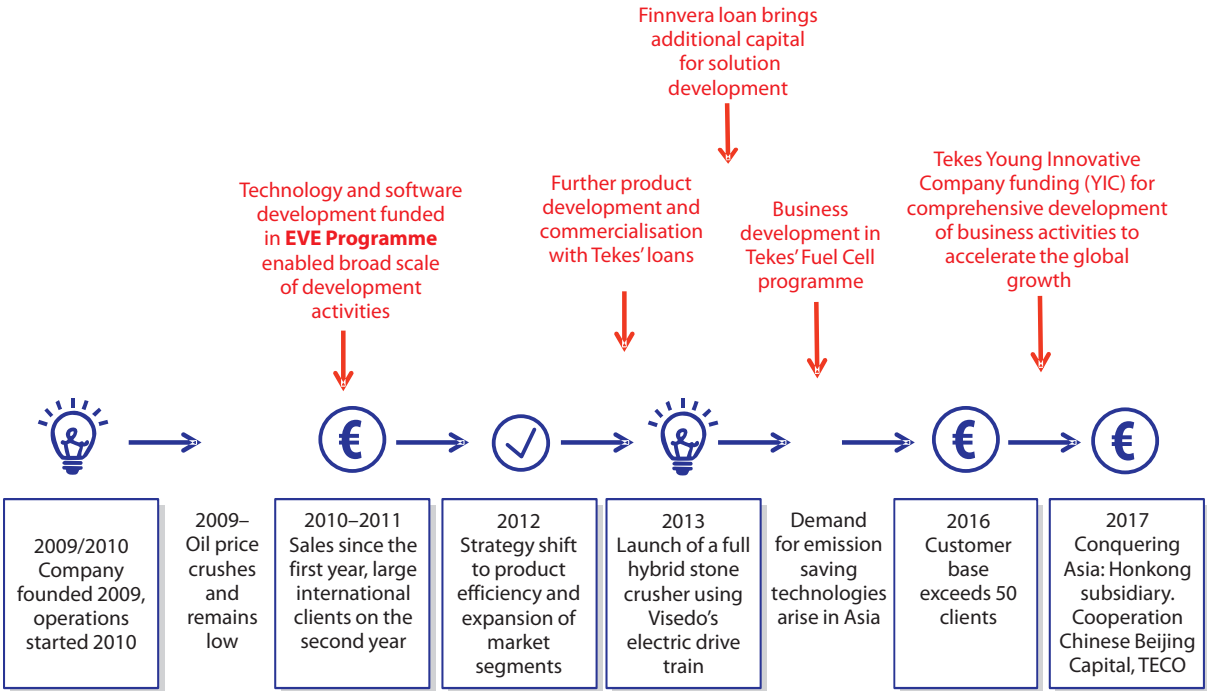 Finnvera loan brings
additional capital
for solution
development
Technology and software
development funded
in EVE Programme
enabled broad scale
of development
activities
Further product
development and
commercialisation
with Tekes’ loans
Business
development in
Tekes’ Fuel Cell
programme
Tekes Young Innovative
Company funding (YIC) for
comprehensive development
of business activities to
accelerate the global
growth
€
€
€
2009/2010
Company
founded 2009,
operations
started 2010
2009–
Oil price
crushes
and
remains
low
2010–2011
Sales since the
first year, large
international
clients on the
second year
2012
Strategy shift
to product
efficiency and
expansion of
market
segments
2013
Launch of a full
hybrid stone
crusher using
Visedo’s
electric drive
train
Demand
for emission
saving
technologies
arise in Asia
2016
Customer
base
exceeds 50
clients
2017
Conquering
Asia: Honkong
subsidiary.
Cooperation
Chinese Beijing
Capital, TECO